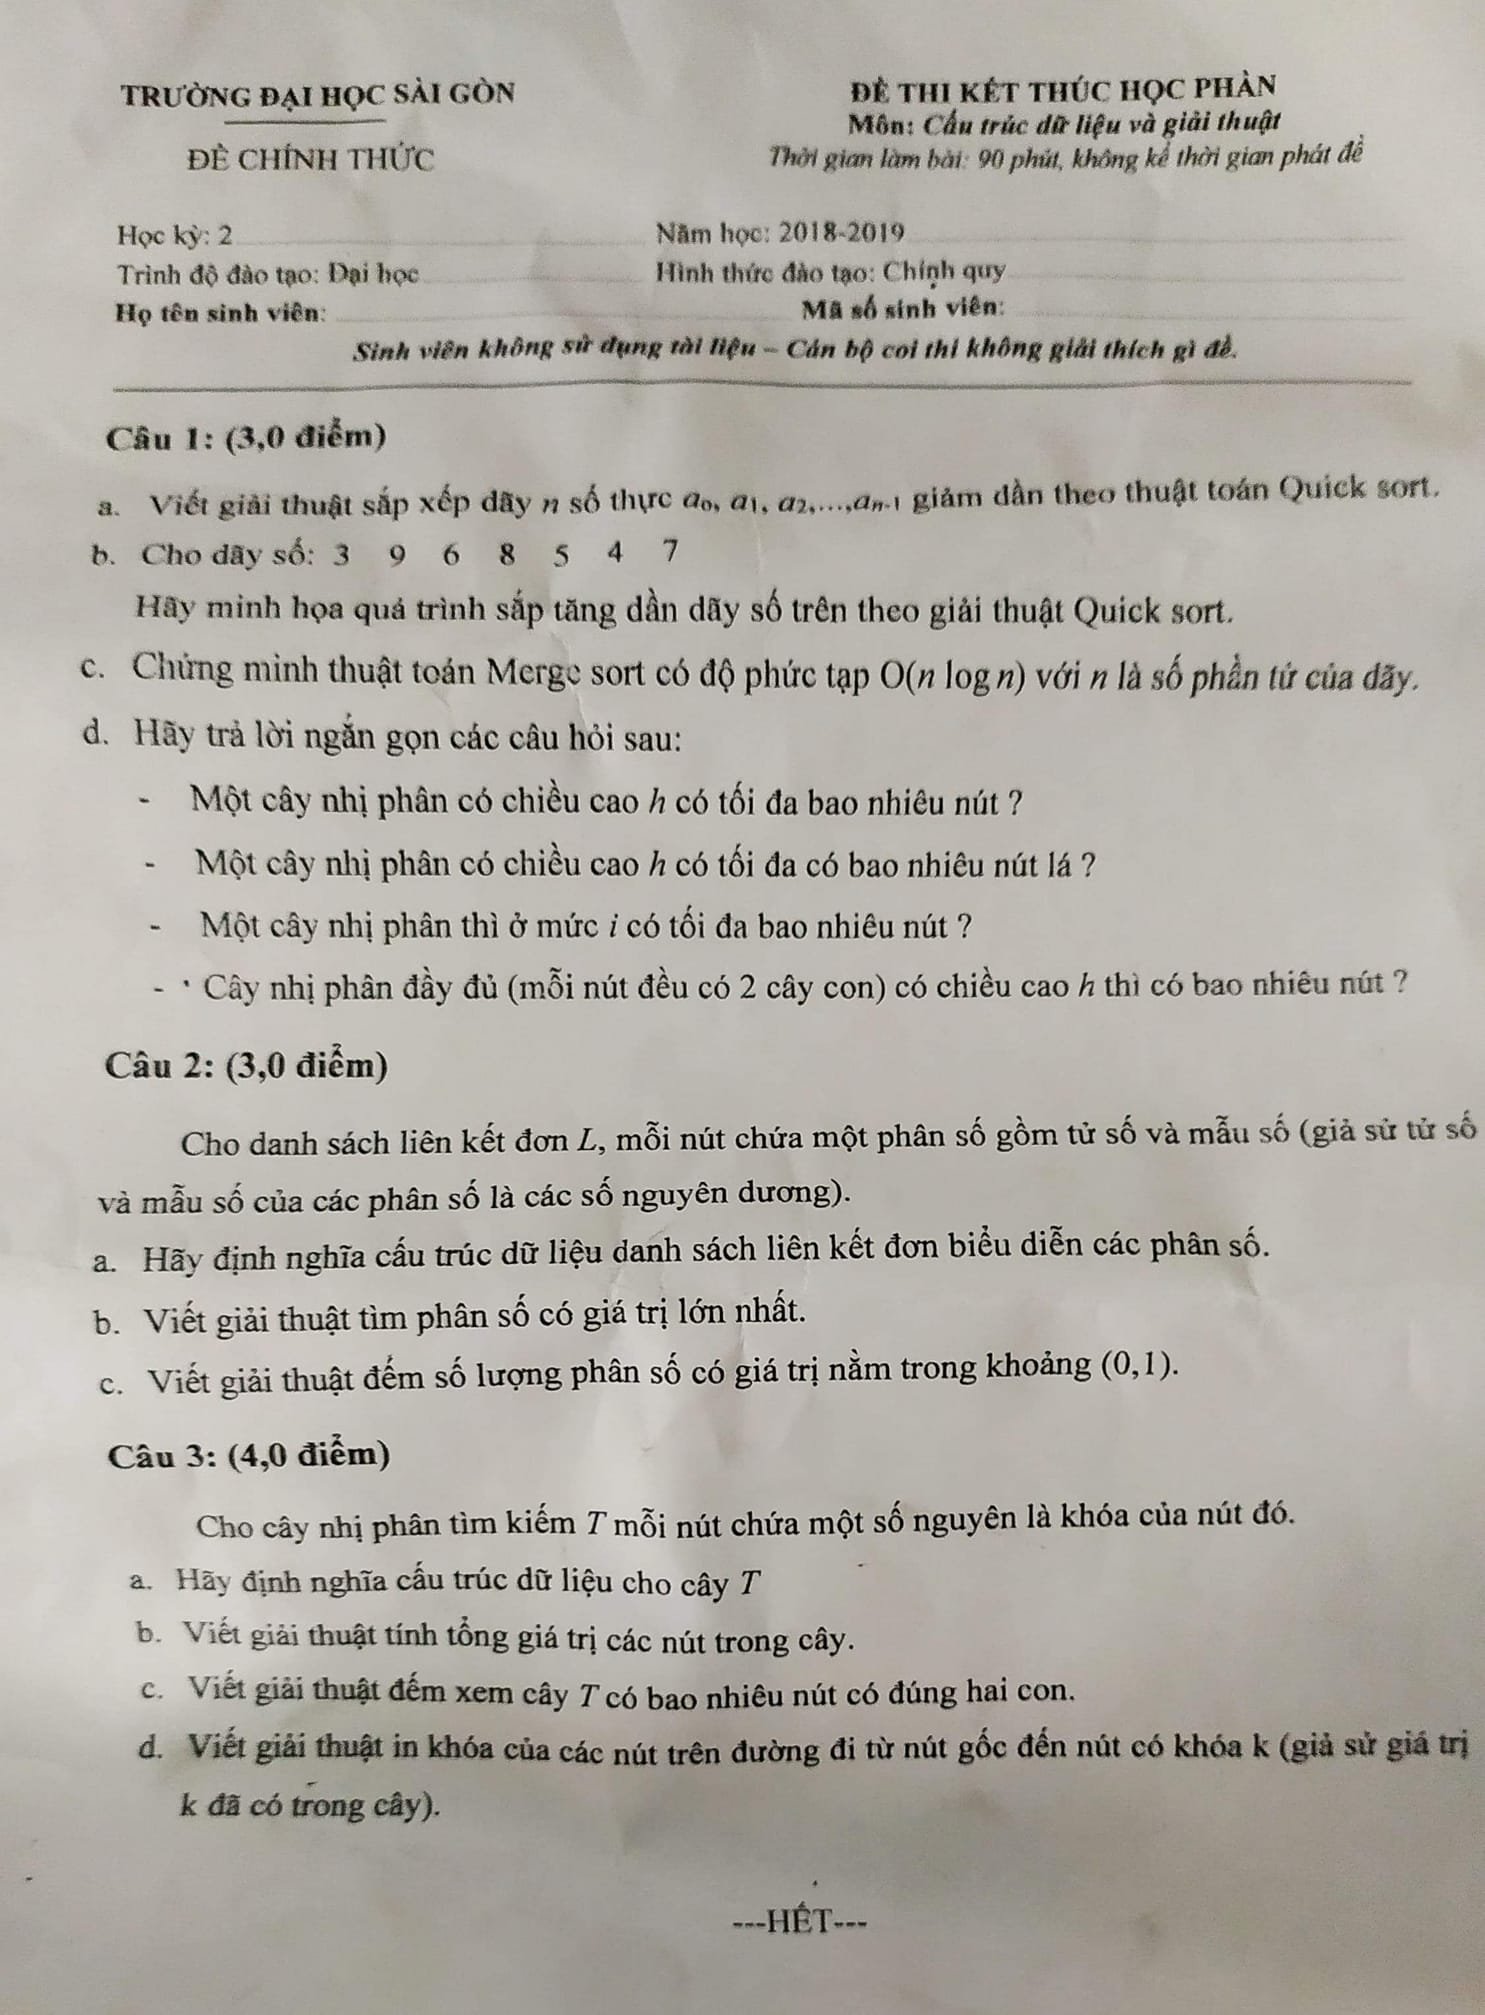 TRƯỜNG ĐẠI HỌC SÀI GÒN
ĐỀ CHÍNH THỨC
ĐỀ THI KẾT THÚC HỌC PHẦN
Môn: Cấu trúc dữ liệu và giải thuật
Thời gian làm bài: 90 phút, không kể thời gian phát đề
Học kỳ: 2 Năm học: 2018-2019
Trình độ đào tạo: Đại học Hình thức đào tạo: Chính quy
Họ tên sinh viên: Mã số sinh viên:
Sinh viên không sử dụng tài liệu – Cán bộ coi thi không giải thích gì đề.
Câu 1: (3,0 điểm)
a. Viết giải thuật sắp xếp dãy n số thực a₀, a₁, a₂,...,aₙ₋₁ giảm dần theo thuật toán Quick sort.
b. Cho dãy số: 3 9 6 8 5 4 7
Hãy minh họa quá trình sắp tăng dần dãy số trên theo giải thuật Quick sort.
c. Chứng minh thuật toán Merge sort có độ phức tạp O(n log n) với n là số phần tử của dãy.
d. Hãy trả lời ngắn gọn các câu hỏi sau:
- Một cây nhị phân có chiều cao h có tối đa bao nhiêu nút ?
- Một cây nhị phân có chiều cao h có tối đa có bao nhiêu nút lá ?
- Một cây nhị phân thì ở mức i có tối đa bao nhiêu nút ?
- Cây nhị phân đầy đủ (mỗi nút đều có 2 cây con) có chiều cao h thì có bao nhiêu nút ?
Câu 2: (3,0 điểm)
Cho danh sách liên kết đơn L, mỗi nút chứa một phân số gồm tử số và mẫu số (giả sử tử số
và mẫu số của các phân số là các số nguyên dương).
a. Hãy định nghĩa cấu trúc dữ liệu danh sách liên kết đơn biểu diễn các phân số.
b. Viết giải thuật tìm phân số có giá trị lớn nhất.
c. Viết giải thuật đếm số lượng phân số có giá trị nằm trong khoảng (0,1).
Câu 3: (4,0 điểm)
Cho cây nhị phân tìm kiếm T mỗi nút chứa một số nguyên là khóa của nút đó.
a. Hãy định nghĩa cấu trúc dữ liệu cho cây T
b. Viết giải thuật tính tổng giá trị các nút trong cây.
c. Viết giải thuật đếm xem cây T có bao nhiêu nút có đúng hai con.
d. Viết giải thuật in khóa của các nút trên đường đi từ nút gốc đến nút có khóa k (giả sử giá trị
k đã có trong cây).
---HẾT---